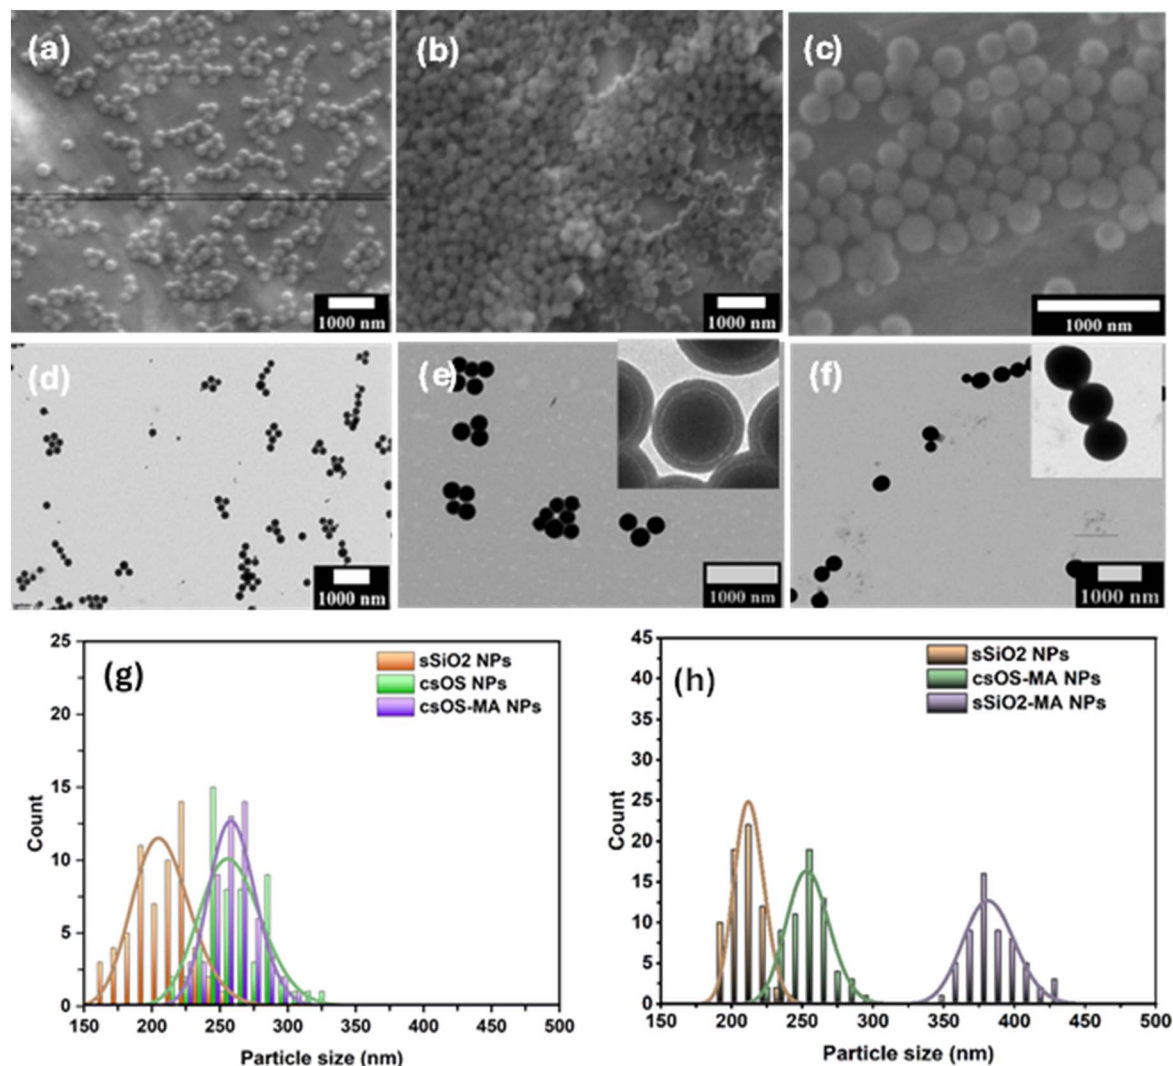 (a)
(b)
(c)
1000 nm
1000 nm
1000 nm
(d)
(e)
(f)
1000 nm
1000 nm
1000 nm
(g)
sSiO2 NPs
csOS NPs
csOS-MA NPs
25
20
15
10
5
0
Count
150 200 250 300 350 400 450 500
Particle size (nm)
(h)
sSiO2 NPs
csOS-MA NPs
sSiO2-MA NPs
45
40
35
30
25
20
15
10
5
0
Count
150 200 250 300 350 400 450 500
Particle size (nm)